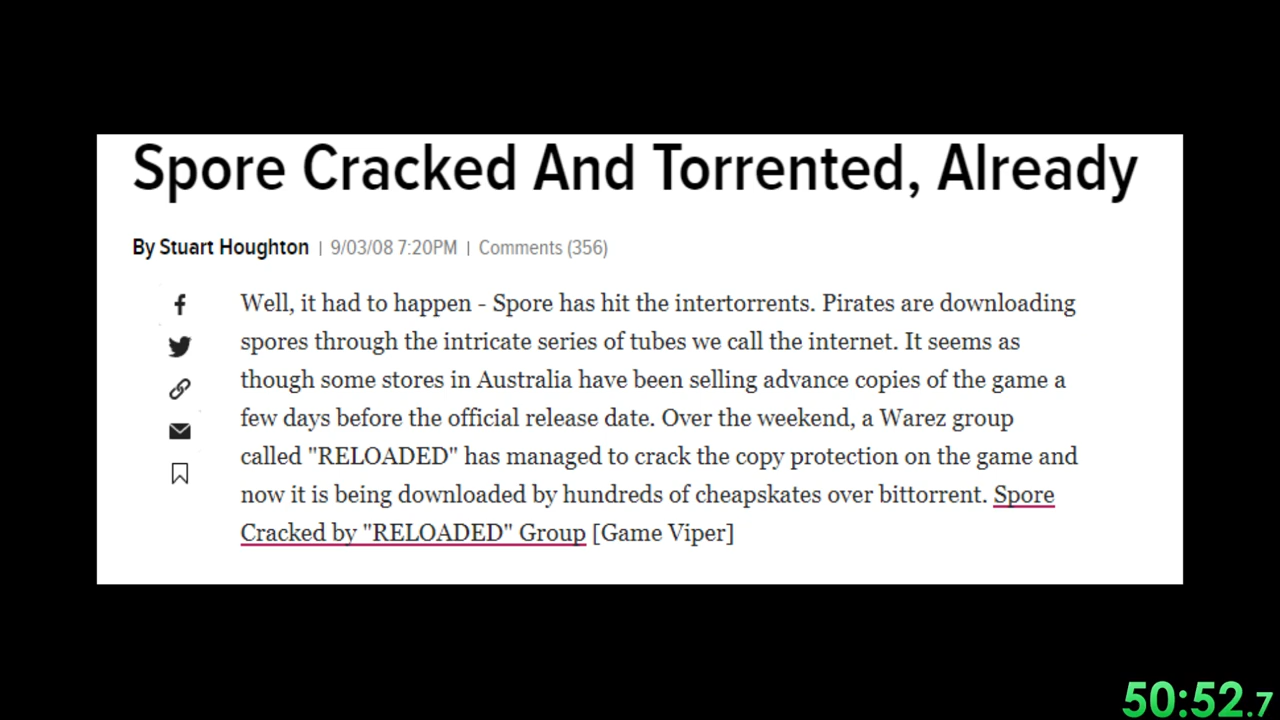 Spore Cracked And Torrented, Already
By Stuart Houghton | 9/03/08 7:20PM | Comments (356)
Well, it had to happen - Spore has hit the intertorrents. Pirates are downloading
spores through the intricate series of tubes we call the internet. It seems as
though some stores in Australia have been selling advance copies of the game a
few days before the official release date. Over the weekend, a Warez group
called "RELOADED" has managed to crack the copy protection on the game and
now it is being downloaded by hundreds of cheapskates over bittorrent. Spore
Cracked by "RELOADED" Group [Game Viper]
50:52.7